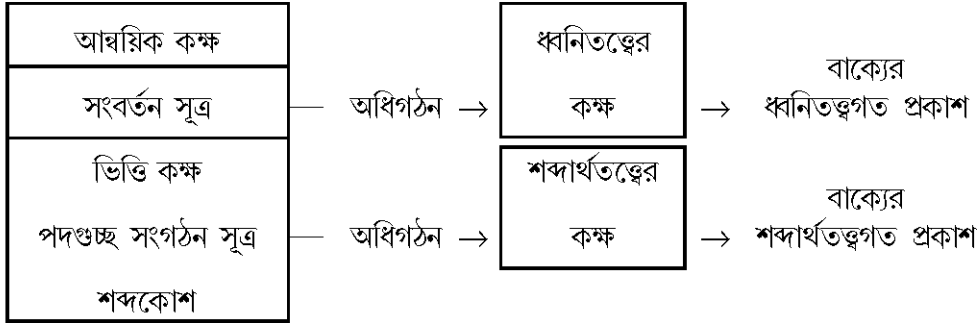 আন্বয়িক কক্ষ
সংবর্তন সূত্র
ভিত্তি কক্ষ
পদগুচ্ছ সংগঠন সূত্র
শব্দকোশ
অধিগঠন
অধিগঠন
ধ্বনিতত্ত্বের
কক্ষ
শব্দার্থতত্ত্বের
কক্ষ
বাক্যের
ধ্বনিতত্ত্বগত প্রকাশ
বাক্যের
শব্দার্থতত্ত্বগত প্রকাশ